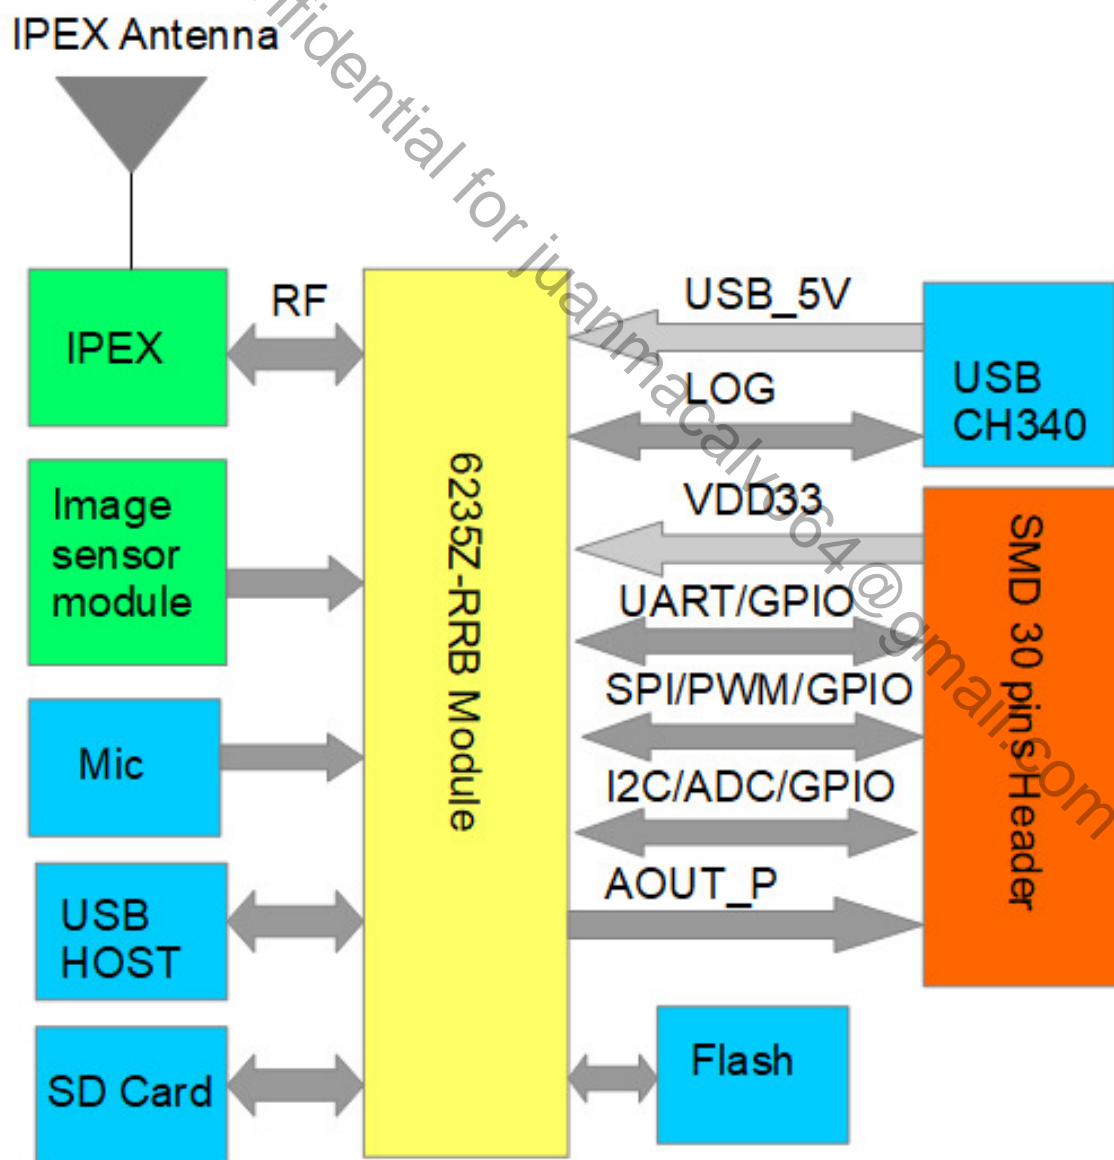 IPEX Antenna
IPEX
RF
Image
sensor
module
Mic
USB
HOST
SD Card
6235Z-RRB Module
USB_5V
LOG
VDD33
UART/GPIO
SPI/PWM/GPIO
I2C/ADC/GPIO
AOUT_P
USB
CH340
SMD 30 pins Header
Flash
nfidential for juanmacalvo64@gmail.com